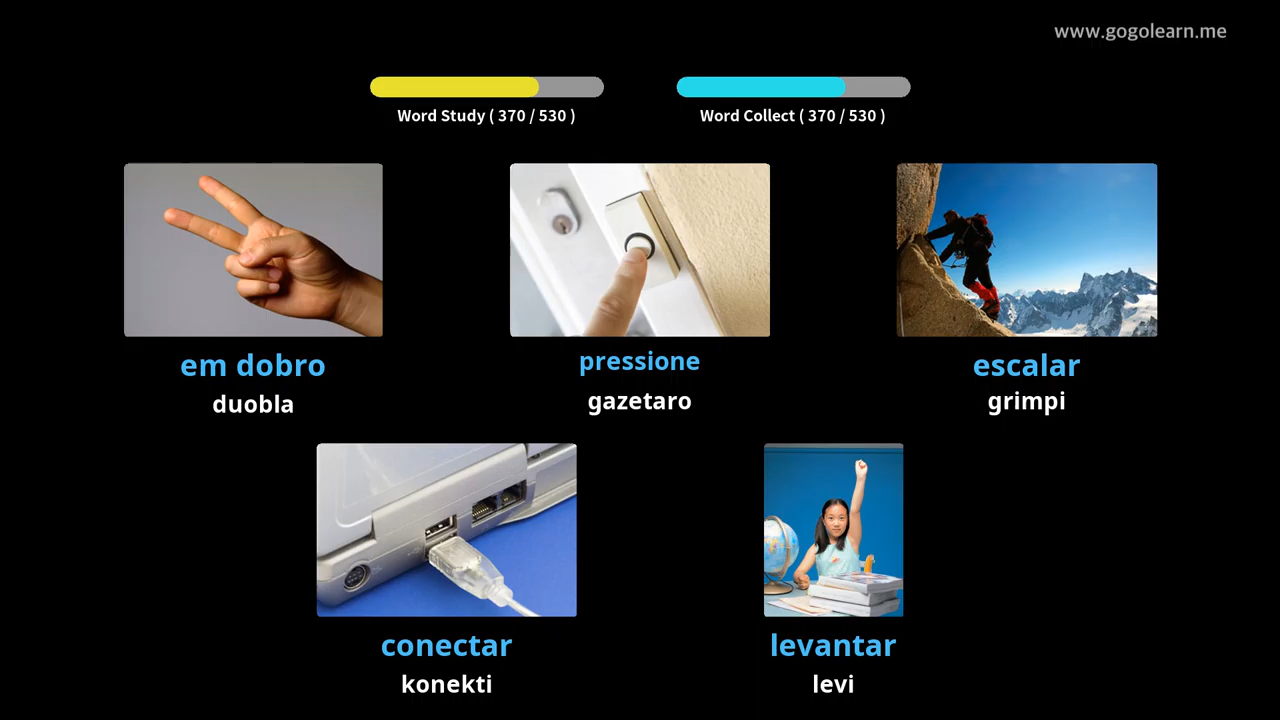 www.gogolearn.me
Word Study ( 370 / 530 )
Word Collect ( 370 / 530 )
em dobro
duobla
pressione
gazetaro
escalar
grimpi
conectar
konekti
levantar
levi